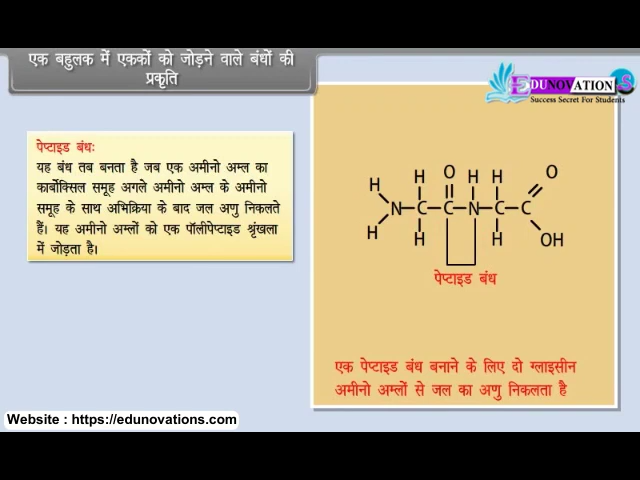 एक बहुलक में एककों को जोड़ने वाले बंधों की
प्रकृति
EDUNOVATIONS
Success Secret For Students
पेप्टाइड बंधः
यह बंध तब बनता है जब एक अमीनो अम्ल का
कार्बोक्सिल समूह अगले अमीनो अम्ल के अमीनो
समूह के साथ अभिक्रिया के बाद जल अणु निकलते
हैं। यह अमीनो अम्लों को एक पॉलीपेप्टाइड श्रृंखला
में जोड़ता है।
H H O H H O
N C C N C C
H H H OH
पेप्टाइड बंध
एक पेप्टाइड बंध बनाने के लिए दो ग्लाइसीन
अमीनो अम्लों से जल का अणु निकलता है
Website : https://edunovations.com